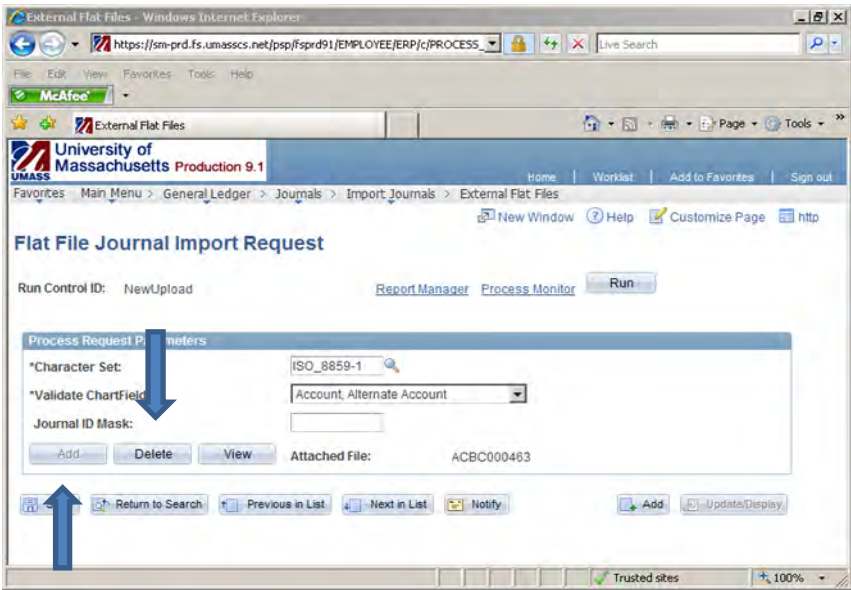 External Flat Files - Windows Internet Explorer
https://sm-prd.fs.umasscs.net/psp/fsprd91/EMPLOYEE/ERP/c/PROCESS_ Live Search
File Edit View Favorites Tools Help
McAfee
External Flat Files Page Tools »
University of
Massachusetts Production 9.1
UMASS Home | Worklist | Add to Favorites | Sign out
Favorites Main Menu > General Ledger > Journals > Import Journals > External Flat Files
New Window Help Customize Page http
Flat File Journal Import Request
Run Control ID: NewUpload Report Manager Process Monitor Run
Process Request
*Character Set: ISO_8859-1
*Validate ChartField Account, Alternate Account
Journal ID Mask:
Add Delete View Attached File: ACBC000463
Return to Search Previous in List Next in List Notify Add Update/Display
Trusted sites 100%